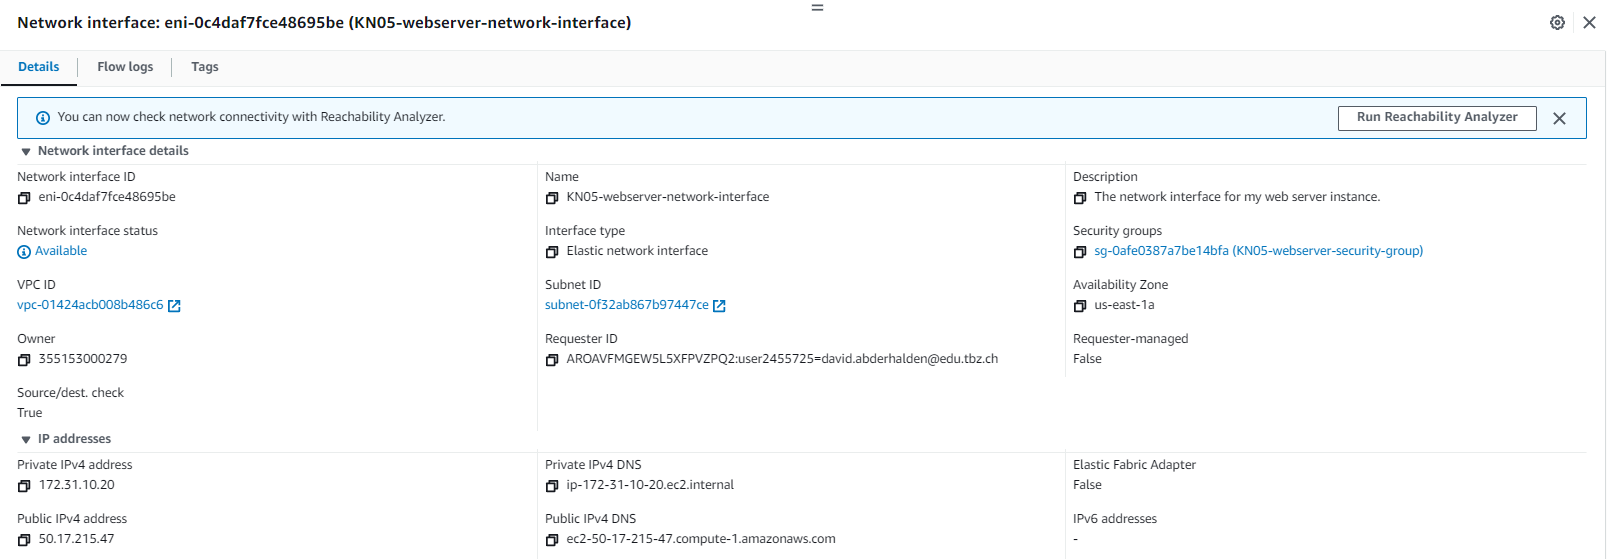 Network interface: eni-0c4daf7fce48695be (KN05-webserver-network-interface)
Details Flow logs Tags
You can now check network connectivity with Reachability Analyzer. Run Reachability Analyzer
Network interface details
Network interface ID Name Description
eni-0c4daf7fce48695be KN05-webserver-network-interface The network interface for my web server instance.
Network interface status Interface type Security groups
Available Elastic network interface sg-0afe0387a7be14bfa (KN05-webserver-security-group)
VPC ID Subnet ID Availability Zone
vpc-01424acb008b486c6 subnet-0f32ab867b97447ce us-east-1a
Owner Requester ID Requester-managed
355153000279 AROAVFMGEW5L5XFPVZPQ2:user2455725=david.abderhalden@edu.tbz.ch False
Source/dest. check
True
IP addresses
Private IPv4 address Private IPv4 DNS Elastic Fabric Adapter
172.31.10.20 ip-172-31-10-20.ec2.internal False
Public IPv4 address Public IPv4 DNS IPv6 addresses
50.17.215.47 ec2-50-17-215-47.compute-1.amazonaws.com -